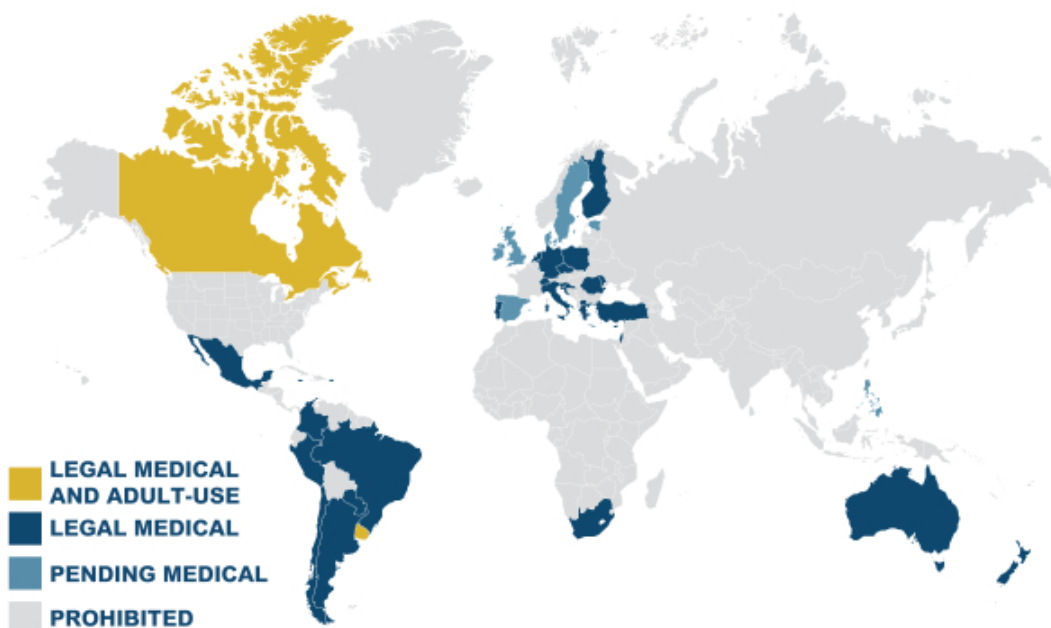 LEGAL MEDICAL
AND ADULT-USE
LEGAL MEDICAL
PENDING MEDICAL
PROHIBITED